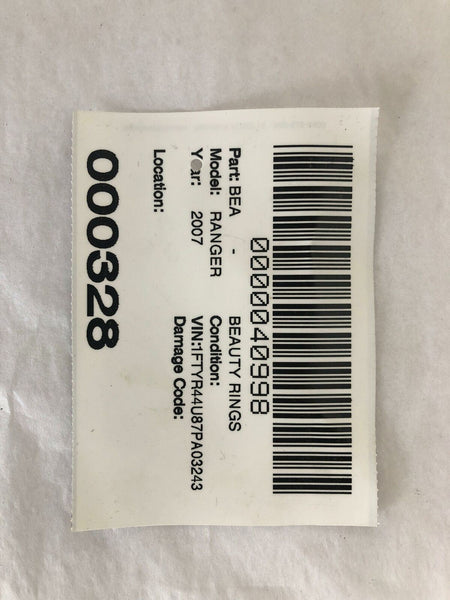 0000040998
Part: BEA - BEAUTY RINGS
Model: RANGER Condition:
Year: 2007 VIN:1FTYR44U87PA03243
Damage Code:
Location:
000328